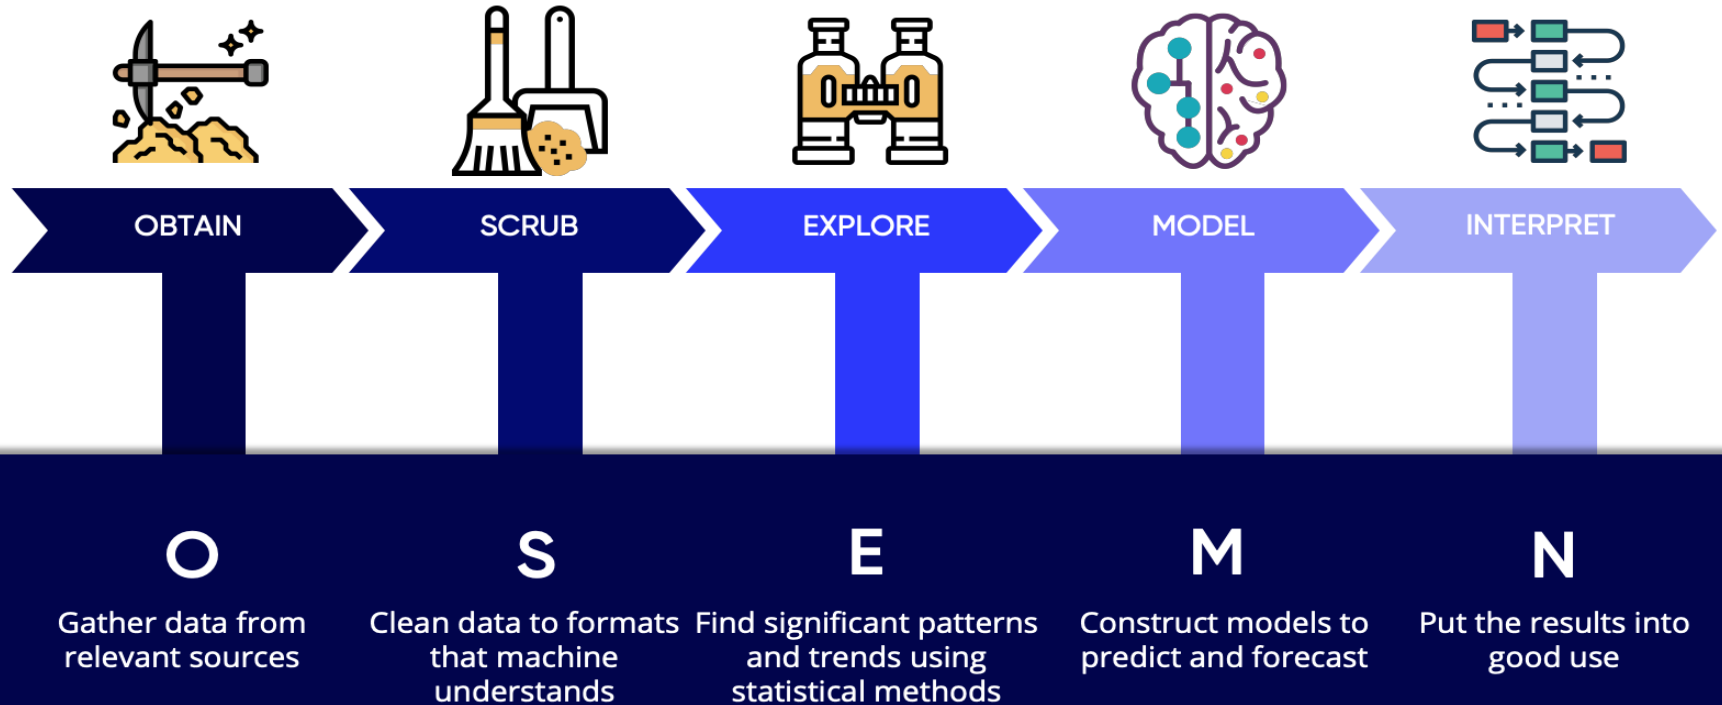 OBTAIN
SCRUB
EXPLORE
MODEL
INTERPRET
O
Gather data from
relevant sources
S
Clean data to formats
that machine
understands
E
Find significant patterns
and trends using
statistical methods
M
Construct models to
predict and forecast
N
Put the results into
good use